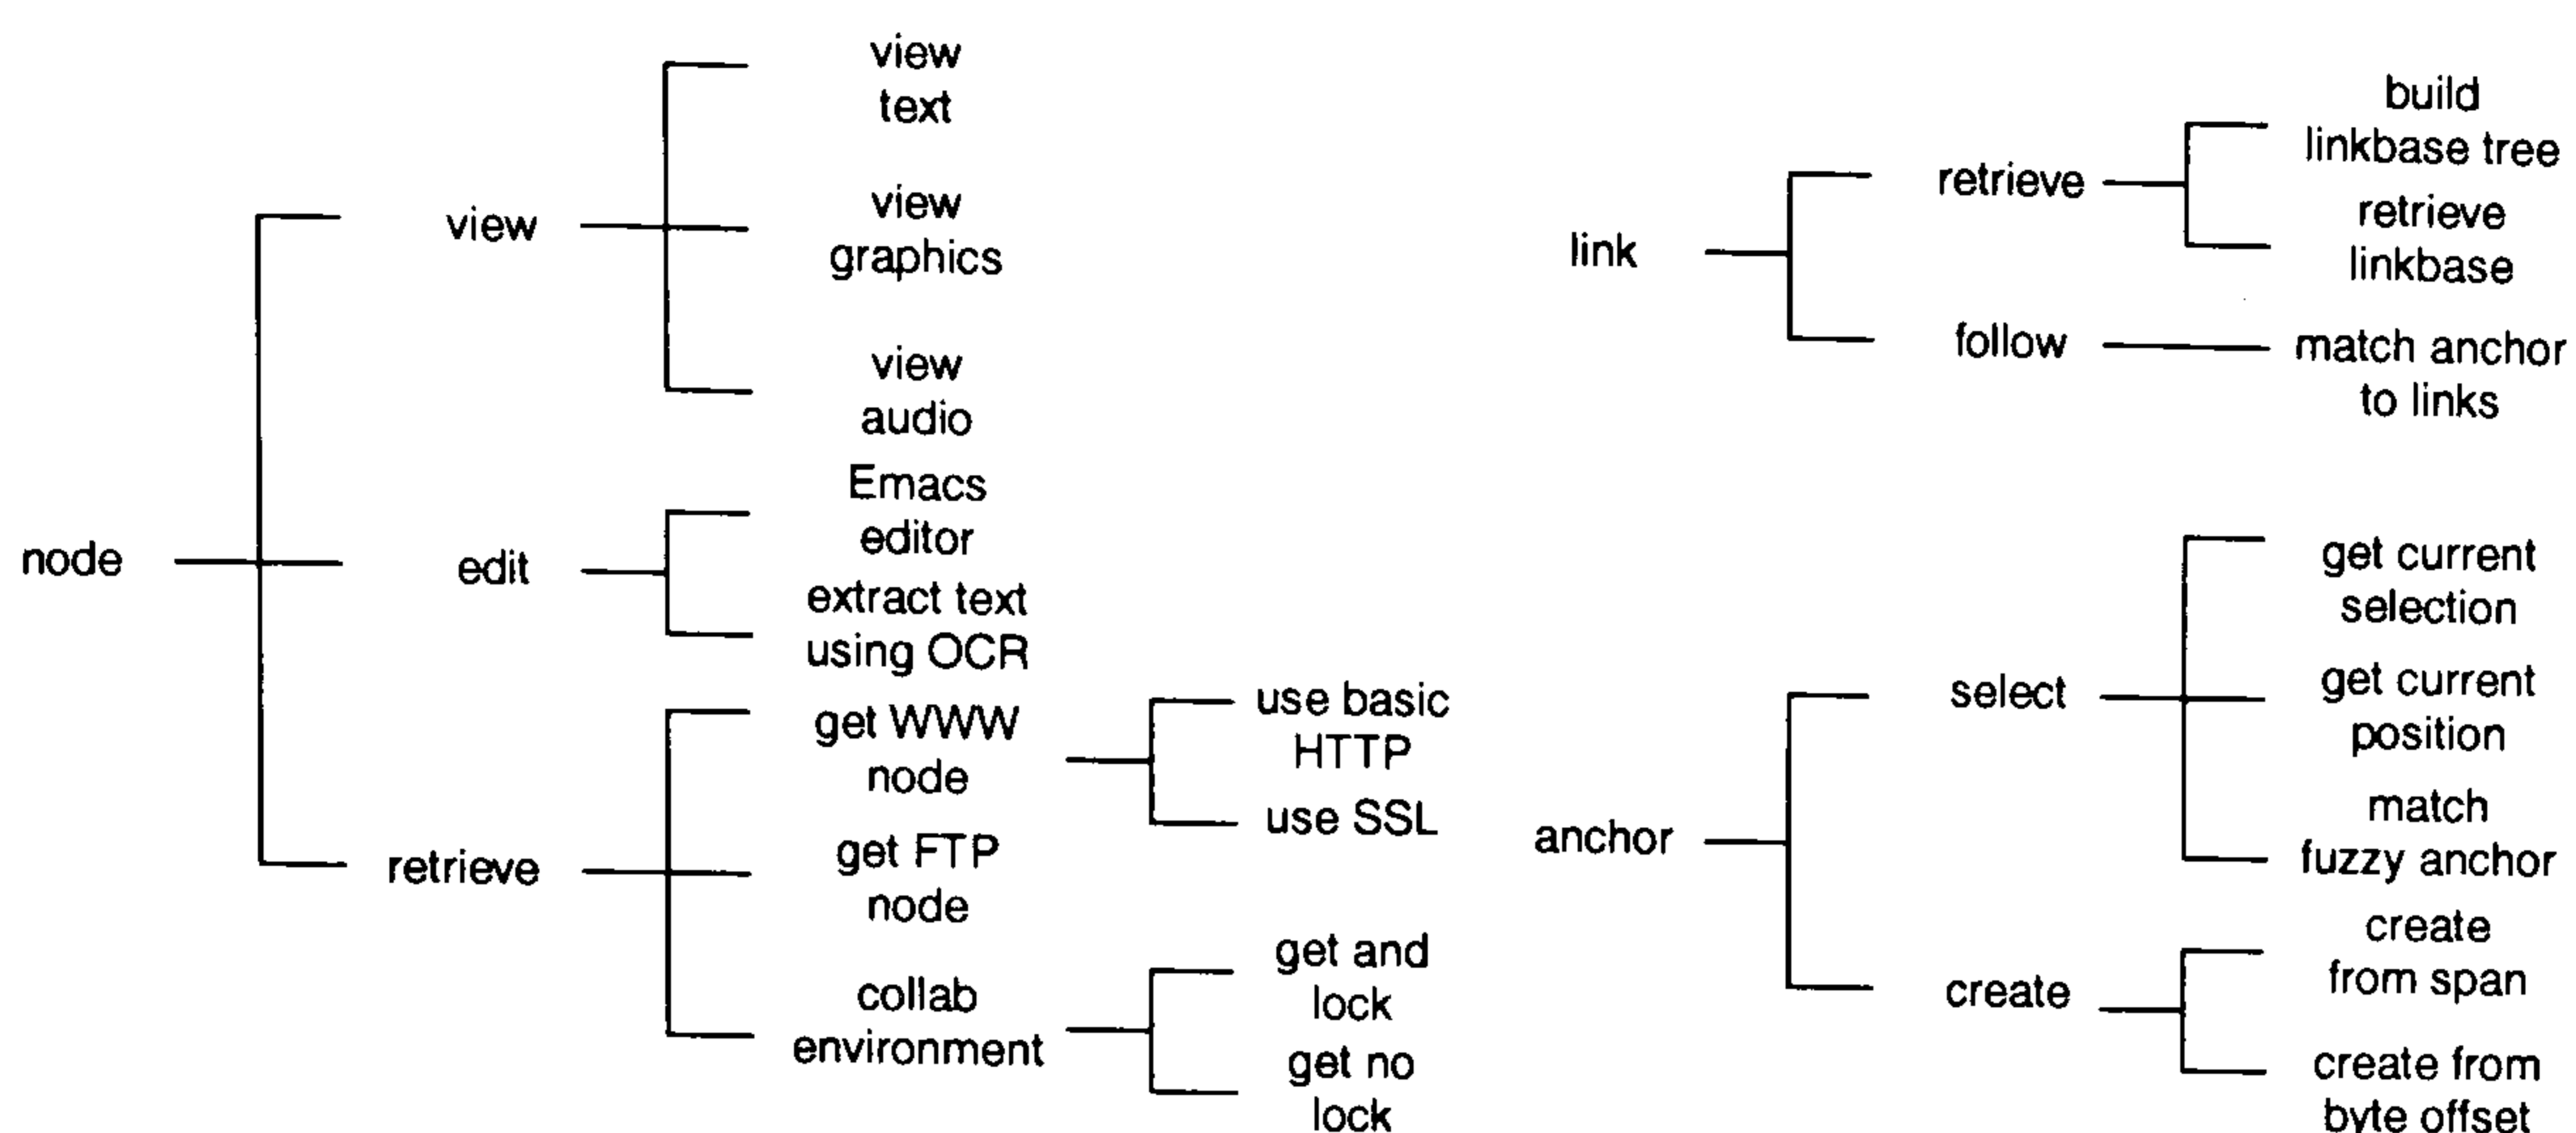 node
view
view
text
view
graphics
view
audio
edit
Emacs
editor
extract text
using OCR
retrieve
get WWW
node
use basic
HTTP
use SSL
get FTP
node
collab
environment
get and
lock
get no
lock
link
retrieve
build
linkbase tree
retrieve
linkbase
follow
match anchor
to links
anchor
select
get current
selection
get current
position
match
fuzzy anchor
create
create
from span
create from
byte offset